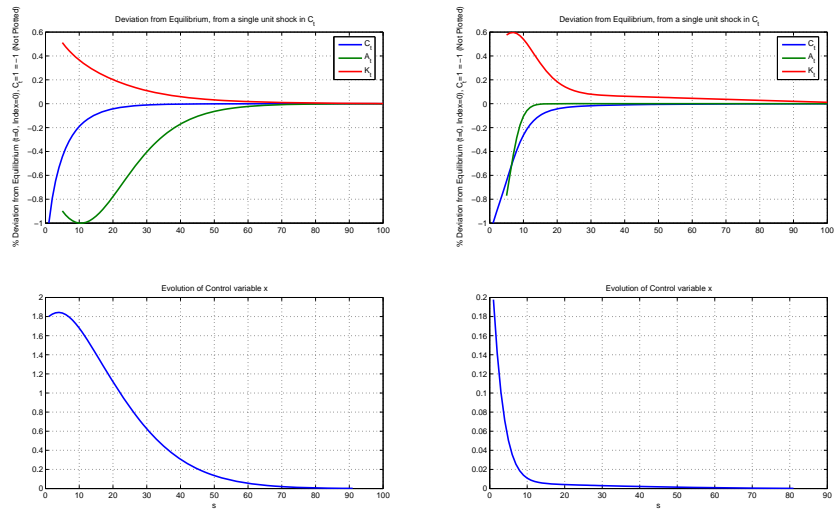 Deviation from Equilibrium, from a single unit shock in C_t
% Deviation from Equilibrium (t=0, Index=0), C_t=1 = −1 (Not Plotted)
0.6
0.4
0.2
0
−0.2
−0.4
−0.6
−0.8
−1
0 10 20 30 40 50 60 70 80 90 100
C_t
A_t
K_t
Deviation from Equilibrium, from a single unit shock in C_t
% Deviation from Equilibrium (t=0, Index=0), C_t=1 = −1 (Not Plotted)
0.6
0.4
0.2
0
−0.2
−0.4
−0.6
−0.8
−1
0 10 20 30 40 50 60 70 80 90 100
C_t
A_t
K_t
Evolution of Control variable x
2
1.8
1.6
1.4
1.2
1
0.8
0.6
0.4
0.2
0
0 10 20 30 40 50 60 70 80 90 100
s
Evolution of Control variable x
0.2
0.18
0.16
0.14
0.12
0.1
0.08
0.06
0.04
0.02
0
0 10 20 30 40 50 60 70 80 90
s